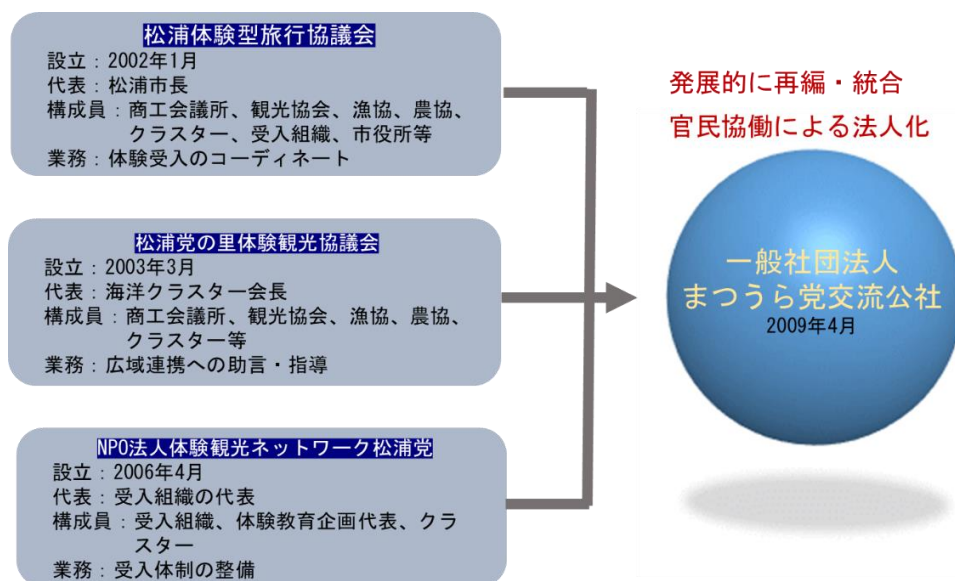 松浦体験型旅行協議会
設立：2002年1月
代表：松浦市長
構成員：商工会議所、観光協会、漁協、農協、
クラスター、受入組織、市役所等
業務：体験受入のコーディネート
松浦党の里体験観光協議会
設立：2003年3月
代表：海洋クラスター会長
構成員：商工会議所、観光協会、漁協、農協、
クラスター等
業務：広域連携への助言・指導
NPO法人体験観光ネットワーク松浦党
設立：2006年4月
代表：受入組織の代表
構成員：受入組織、体験教育企画代表、クラ
スター
業務：受入体制の整備
発展的に再編・統合
官民協働による法人化
一般社団法人
まつうら党交流公社
2009年4月